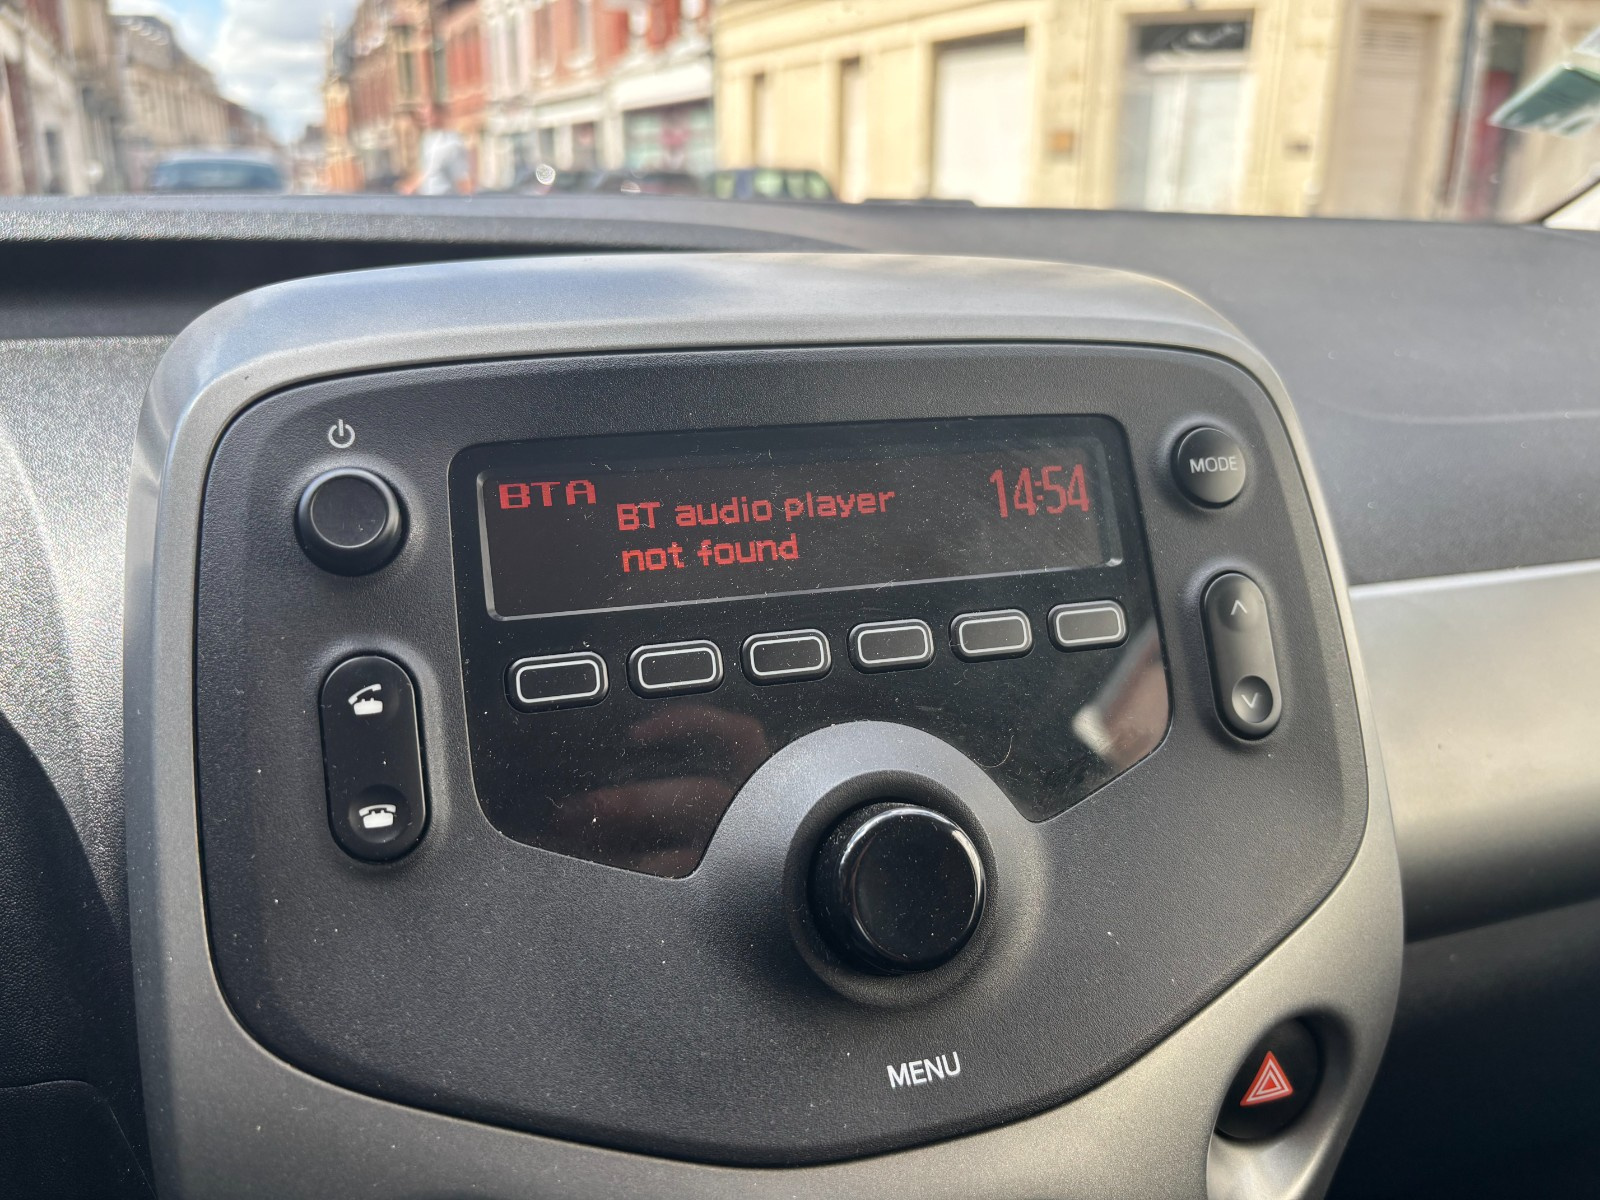 BTA
BT audio player
not found
14:54
MODE
MENU